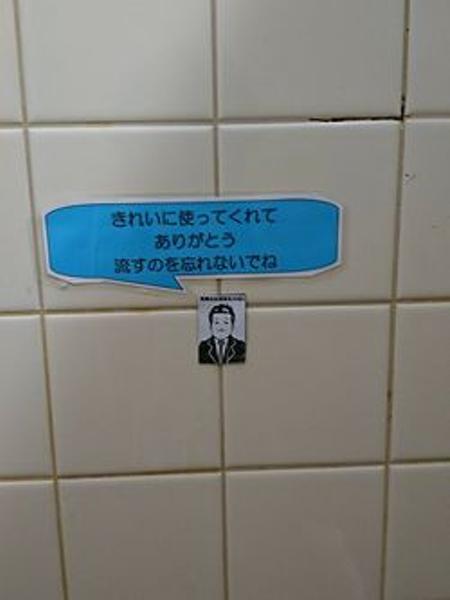 きれいに使ってくれて
ありがとう
流すのを忘れないでね